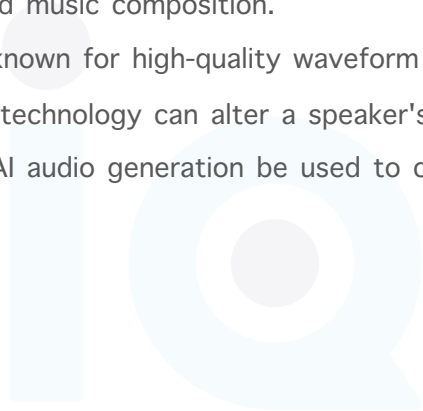 d music composition.
known for high-quality waveform
technology can alter a speaker's
AI audio generation be used to